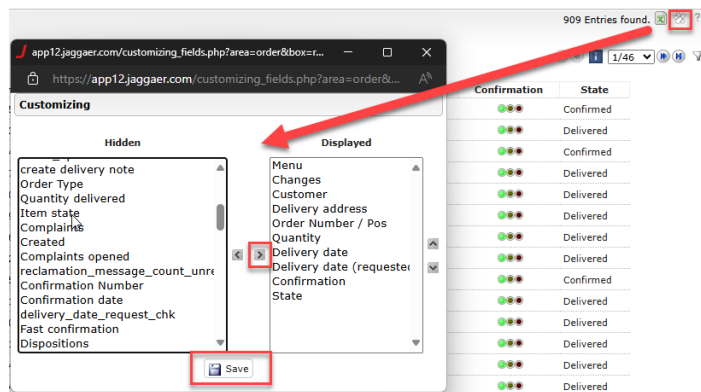 909 Entries found.
?
app12.jaggaer.com/customizing_fields.php?area=order&box=r...
https://app12.jaggaer.com/customizing_fields.php?area=order&...
1/46
Customizing
Confirmation State
Hidden Displayed
create delivery note
Order Type
Quantity delivered
Item state
Complaints
Created
Complaints opened
reclamation_message_count_unre
Confirmation Number
Confirmation date
delivery_date_request_chk
Fast confirmation
Dispositions
Menu
Changes
Customer
Delivery address
Order Number / Pos
Quantity
Delivery date
Delivery date (requested
Confirmation
State
Save
Confirmed
Delivered
Confirmed
Delivered
Delivered
Delivered
Delivered
Delivered
Confirmed
Delivered
Delivered
Delivered
Delivered
Delivered